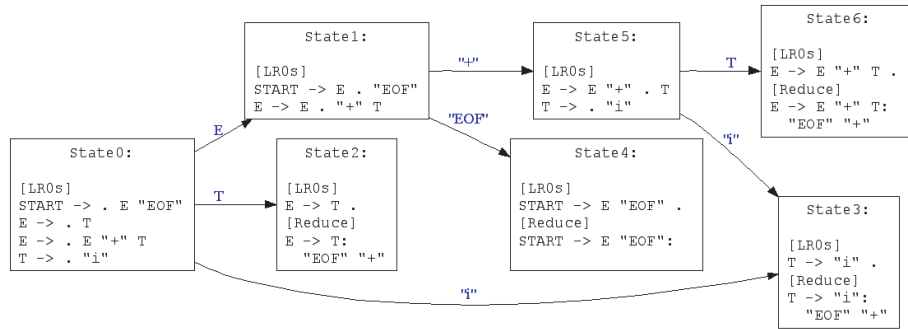 State0:
[LR0s]
START -> . E "EOF"
E -> . T
E -> . E "+" T
T -> . "i"
E
T
"i"
State1:
[LR0s]
START -> E . "EOF"
E -> E . "+" T
"+"
"EOF"
State2:
[LR0s]
E -> T .
[Reduce]
E -> T:
"EOF" "+"
State5:
[LR0s]
E -> E "+" . T
T -> . "i"
T
"i"
State4:
[LR0s]
START -> E "EOF" .
[Reduce]
START -> E "EOF":
State6:
[LR0s]
E -> E "+" T .
[Reduce]
E -> E "+" T:
"EOF" "+"
State3:
[LR0s]
T -> "i" .
[Reduce]
T -> "i":
"EOF" "+"